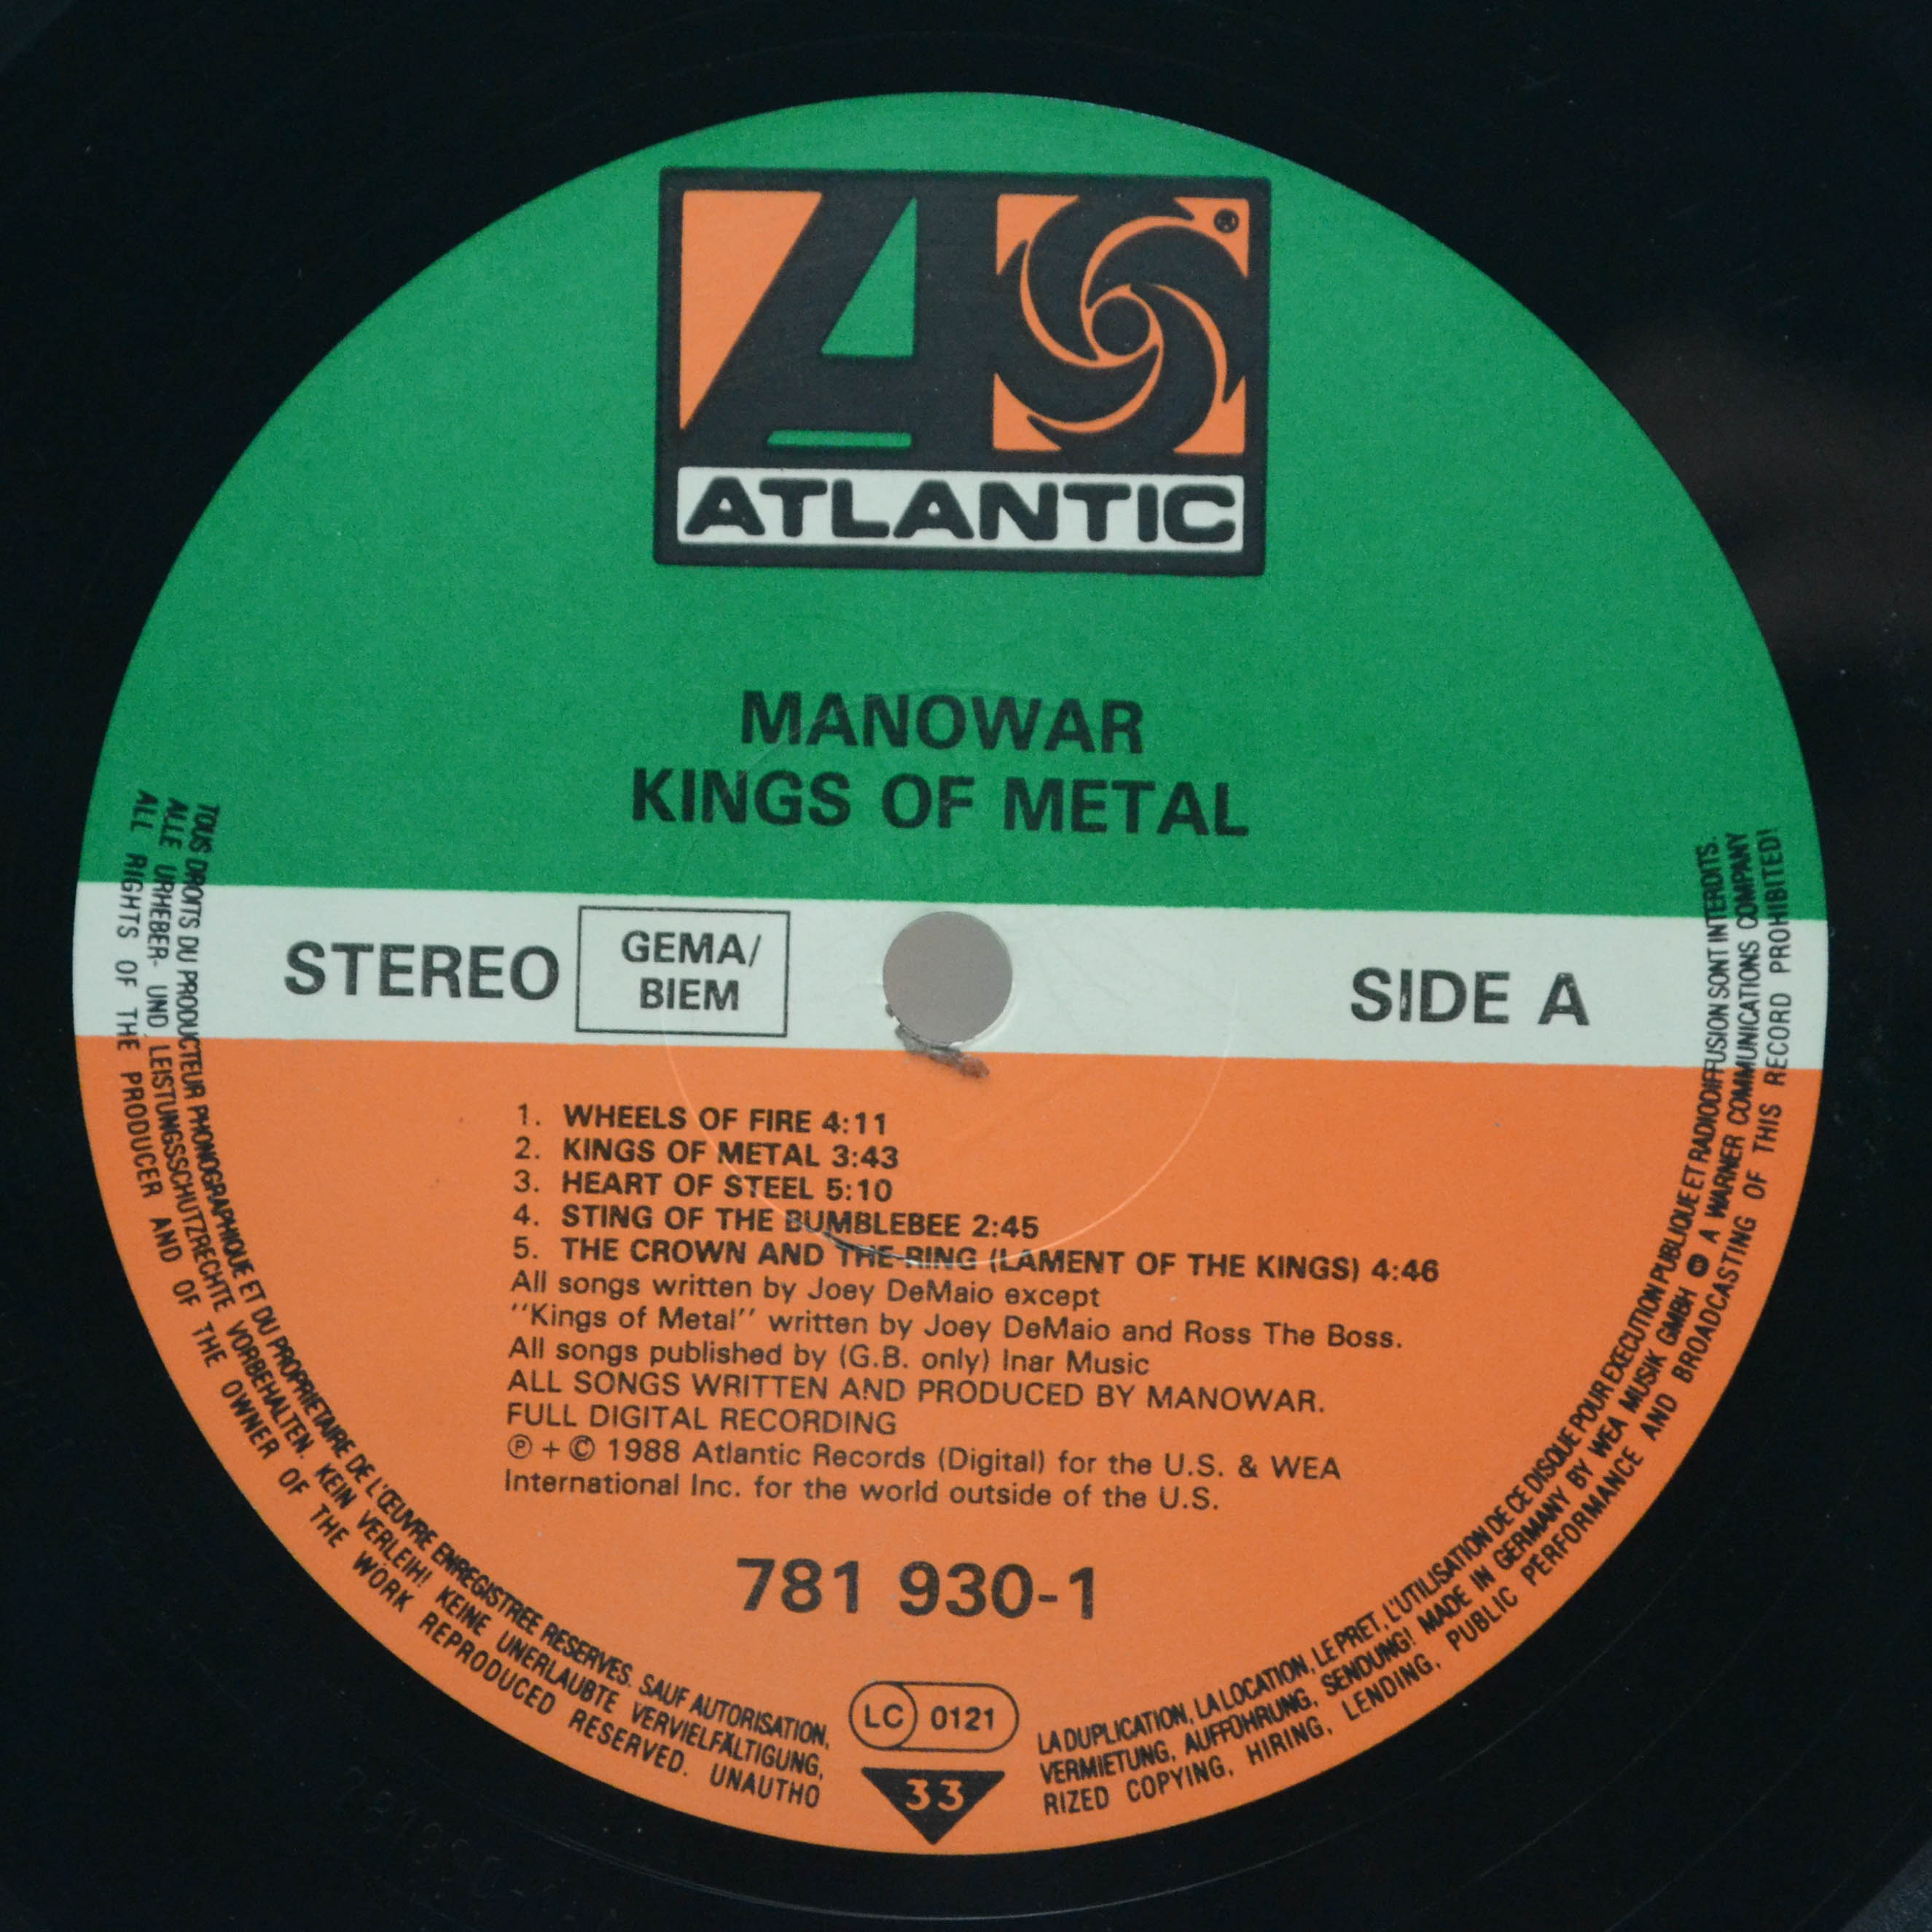 ATLANTIC
®
MANOWAR
KINGS OF METAL
STEREO
GEMA/
BIEM
SIDE A
1. WHEELS OF FIRE 4:11
2. KINGS OF METAL 3:43
3. HEART OF STEEL 5:10
4. STING OF THE BUMBLEBEE 2:45
5. THE CROWN AND THE RING (LAMENT OF THE KINGS) 4:46
All songs written by Joey DeMaio except
"Kings of Metal" written by Joey DeMaio and Ross The Boss.
All songs published by (G.B. only) Inar Music
ALL SONGS WRITTEN AND PRODUCED BY MANOWAR.
FULL DIGITAL RECORDING
℗ + © 1988 Atlantic Records (Digital) for the U.S. & WEA
International Inc. for the world outside of the U.S.
781 930-1
LC 0121
33
TOUS DROITS DU PRODUCTEUR PHONOGRAPHIQUE ET DU PROPRIETAIRE DE L'ŒUVRE ENREGISTREE RESERVES. SAUF AUTORISATION, LA DUPLICATION, LA LOCATION, LE PRET, L'UTILISATION DE CE DISQUE POUR EXECUTION PUBLIQUE ET RADIODIFFUSION SONT INTERDITS.
ALLE URHEBER- UND LEISTUNGSSCHUTZRECHTE VORBEHALTEN. KEIN VERLEIH! KEINE UNERLAUBTE VERVIELFÄLTIGUNG, VERMIETUNG, AUFFÜHRUNG, SENDUNG! MADE IN GERMANY BY WEA MUSIK GMBH A WARNER COMMUNICATIONS COMPANY
ALL RIGHTS OF THE PRODUCER AND OF THE OWNER OF THE WORK REPRODUCED RESERVED. UNAUTHORIZED COPYING, HIRING, LENDING, PUBLIC PERFORMANCE AND BROADCASTING OF THIS RECORD PROHIBITED!